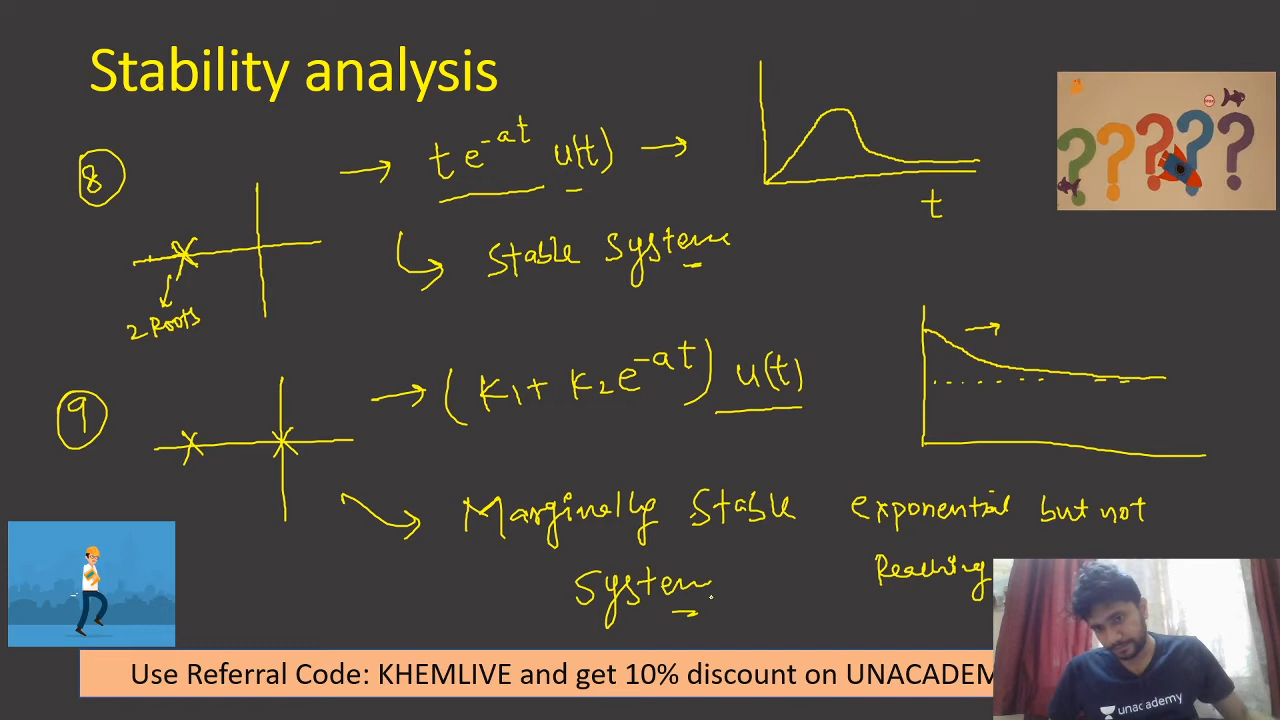 Stability analysis
8
→ t e^{-at} u(t) →
t
Stable System
2 Roots
9
→ (K₁+ K₂e^{-at}) u(t)
→
Marginally Stable
System
exponential but not
Reaching
Use Referral Code: KHEMLIVE and get 10% discount on UNACADEM
unacademy